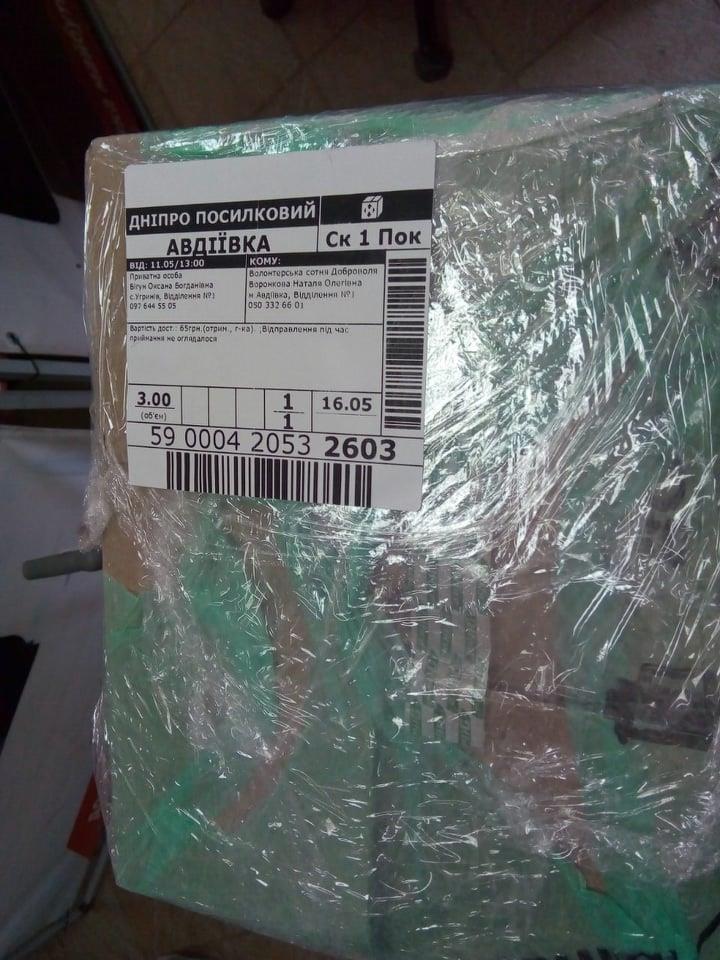 ДНІПРО ПОСИЛКОВИЙ
АВДІЇВКА
Ск 1 Пок
ВІД: 11.05/13:00
Приватна особа
Бігун Оксана Богданівна
с.Угринів, Відділення №1
097 644 55 05
КОМУ:
Волонтерська сотня Доброволя
Воронкова Наталя Олегівна
м.Авдіївка, Відділення №1
050 332 66 01
Вартість дост.: 65грн.(отрим., г-ка). ;Відправлення під час
приймання не оглядалося
3.00
(об'єм)
1
1
16.05
59 0004 2053 2603